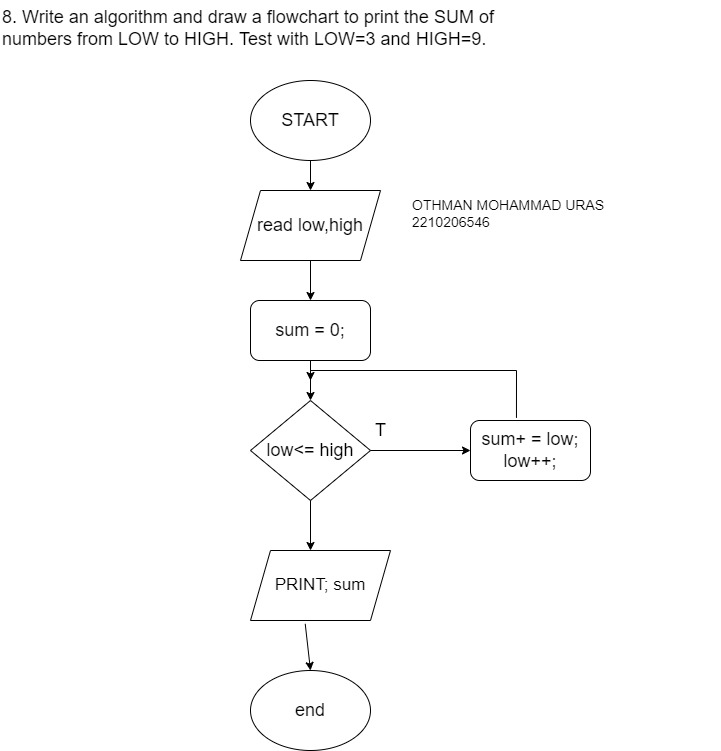 8. Write an algorithm and draw a flowchart to print the SUM of
numbers from LOW to HIGH. Test with LOW=3 and HIGH=9.
START
read low,high
OTHMAN MOHAMMAD URAS
2210206546
sum = 0;
T
low<= high
sum+ = low;
low++;
PRINT; sum
end